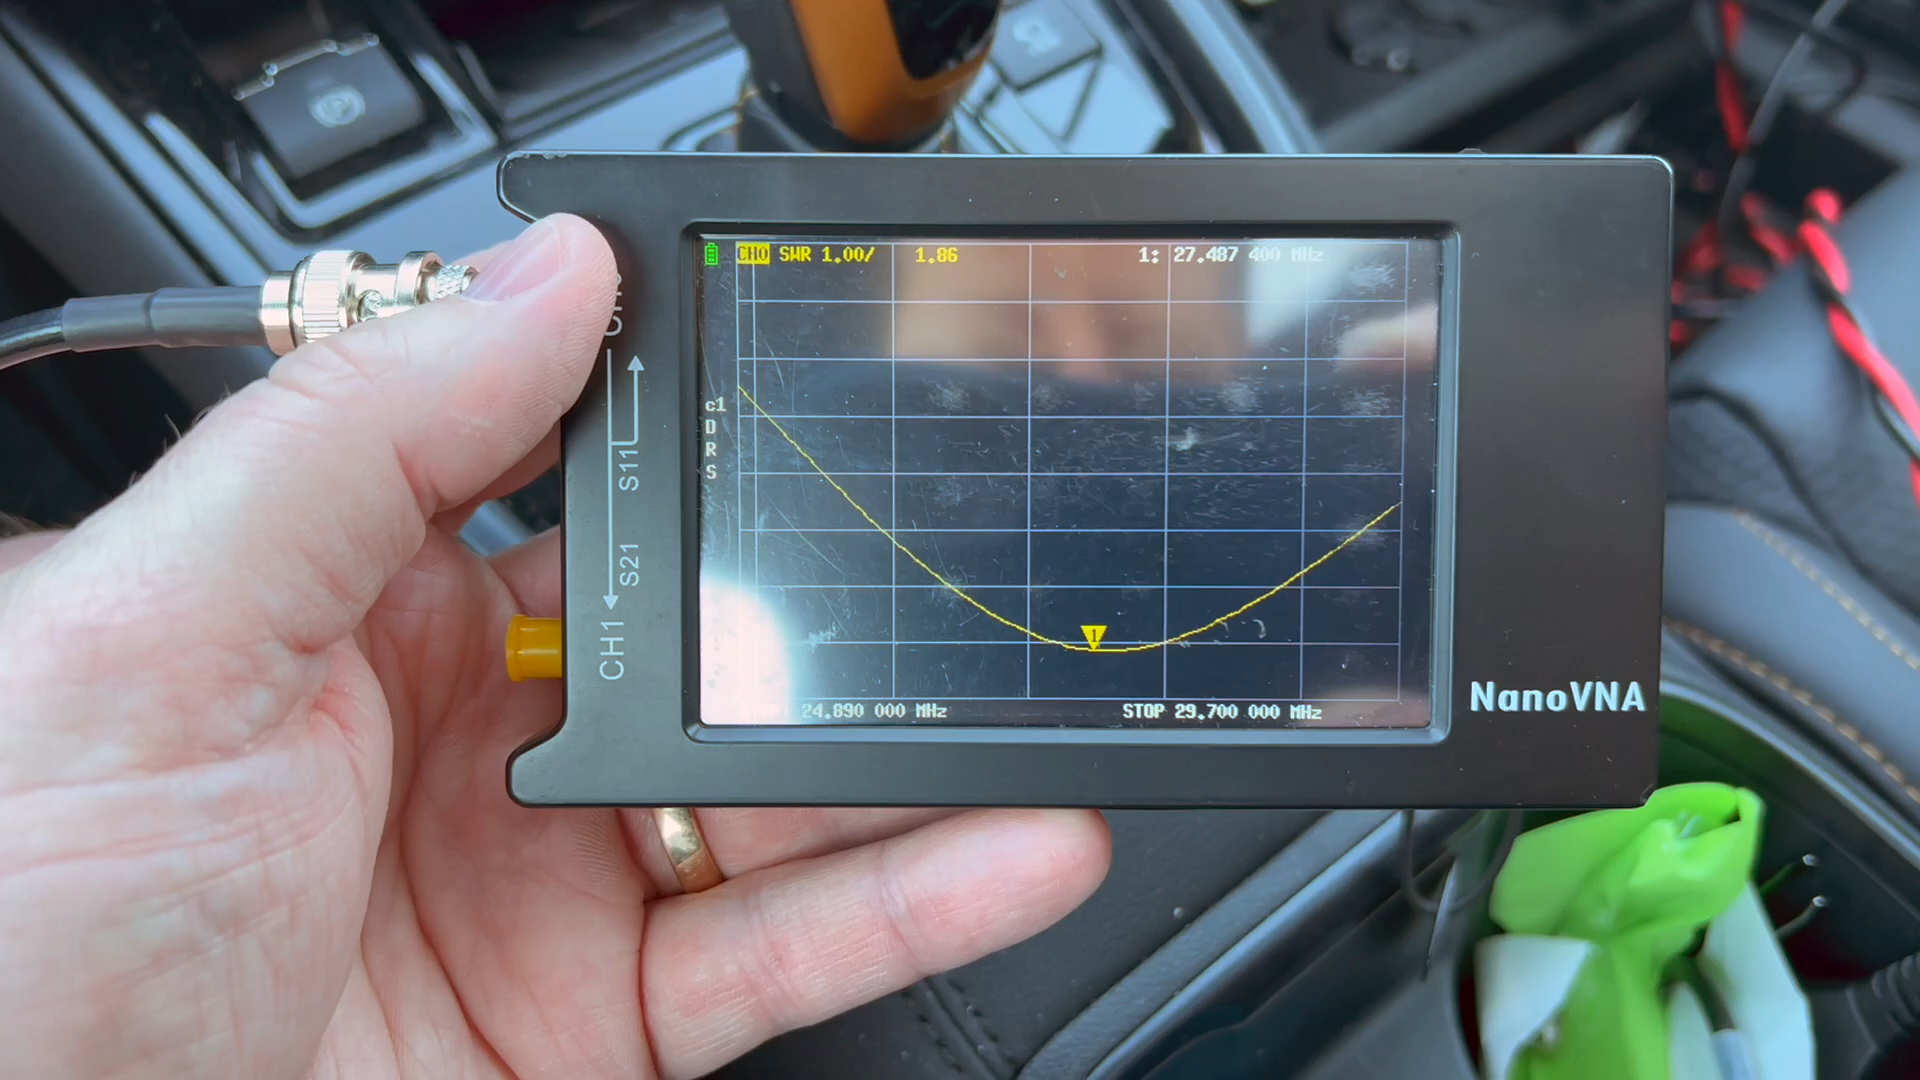 CH0 SWR 1.00/ 1.86 1: 27.487 400 MHz
c1
D
R
S
1
24.890 000 MHz STOP 29.700 000 MHz
S11
S21
CH1
NanoVNA